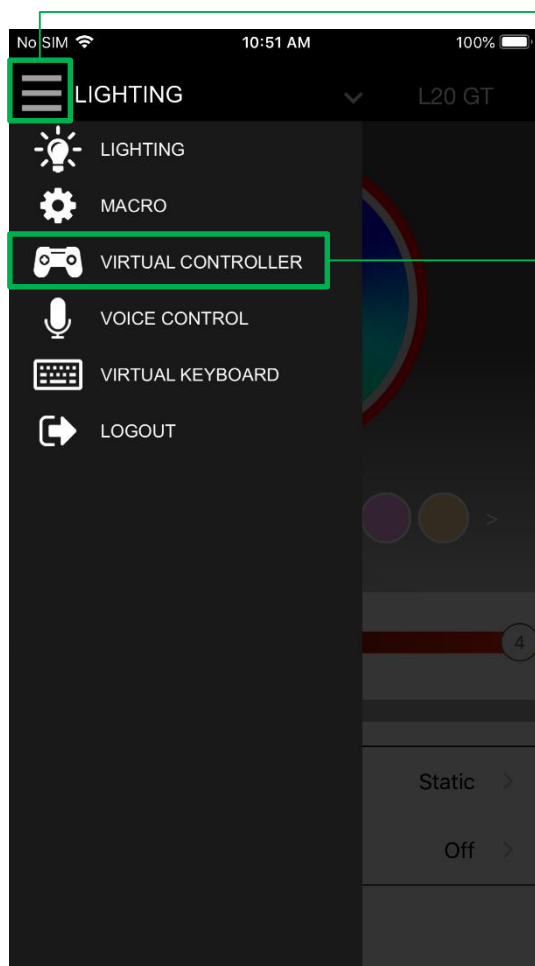 No SIM 10:51 AM 100%
LIGHTING L20 GT
LIGHTING
MACRO
VIRTUAL CONTROLLER
VOICE CONTROL
VIRTUAL KEYBOARD
LOGOUT
>
4
Static >
Off >